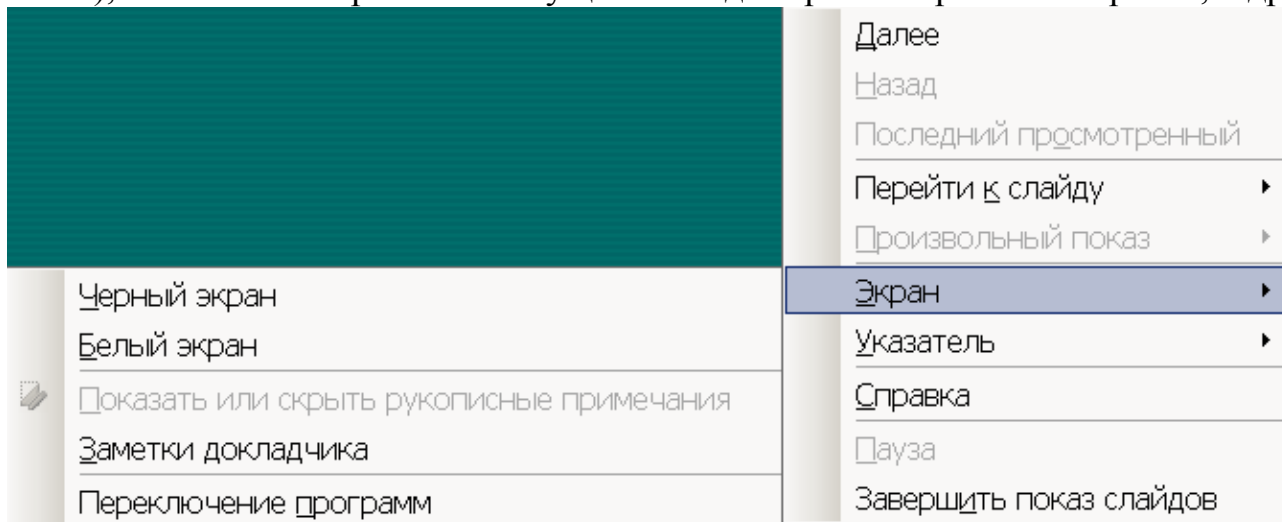 Далее
Назад
Последний просмотренный
Перейти к слайду
Произвольный показ
Экран
Указатель
Справка
Пауза
Завершить показ слайдов
Черный экран
Белый экран
Показать или скрыть рукописные примечания
Заметки докладчика
Переключение программ